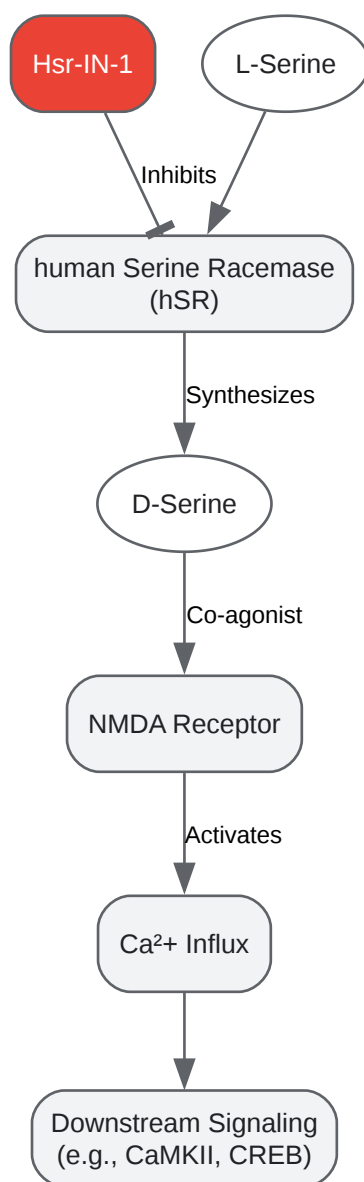 Hsr-IN-1
L-Serine
Inhibits
human Serine Racemase
(hSR)
Synthesizes
D-Serine
Co-agonist
NMDA Receptor
Activates
Ca²+ Influx
Downstream Signaling
(e.g., CaMKII, CREB)